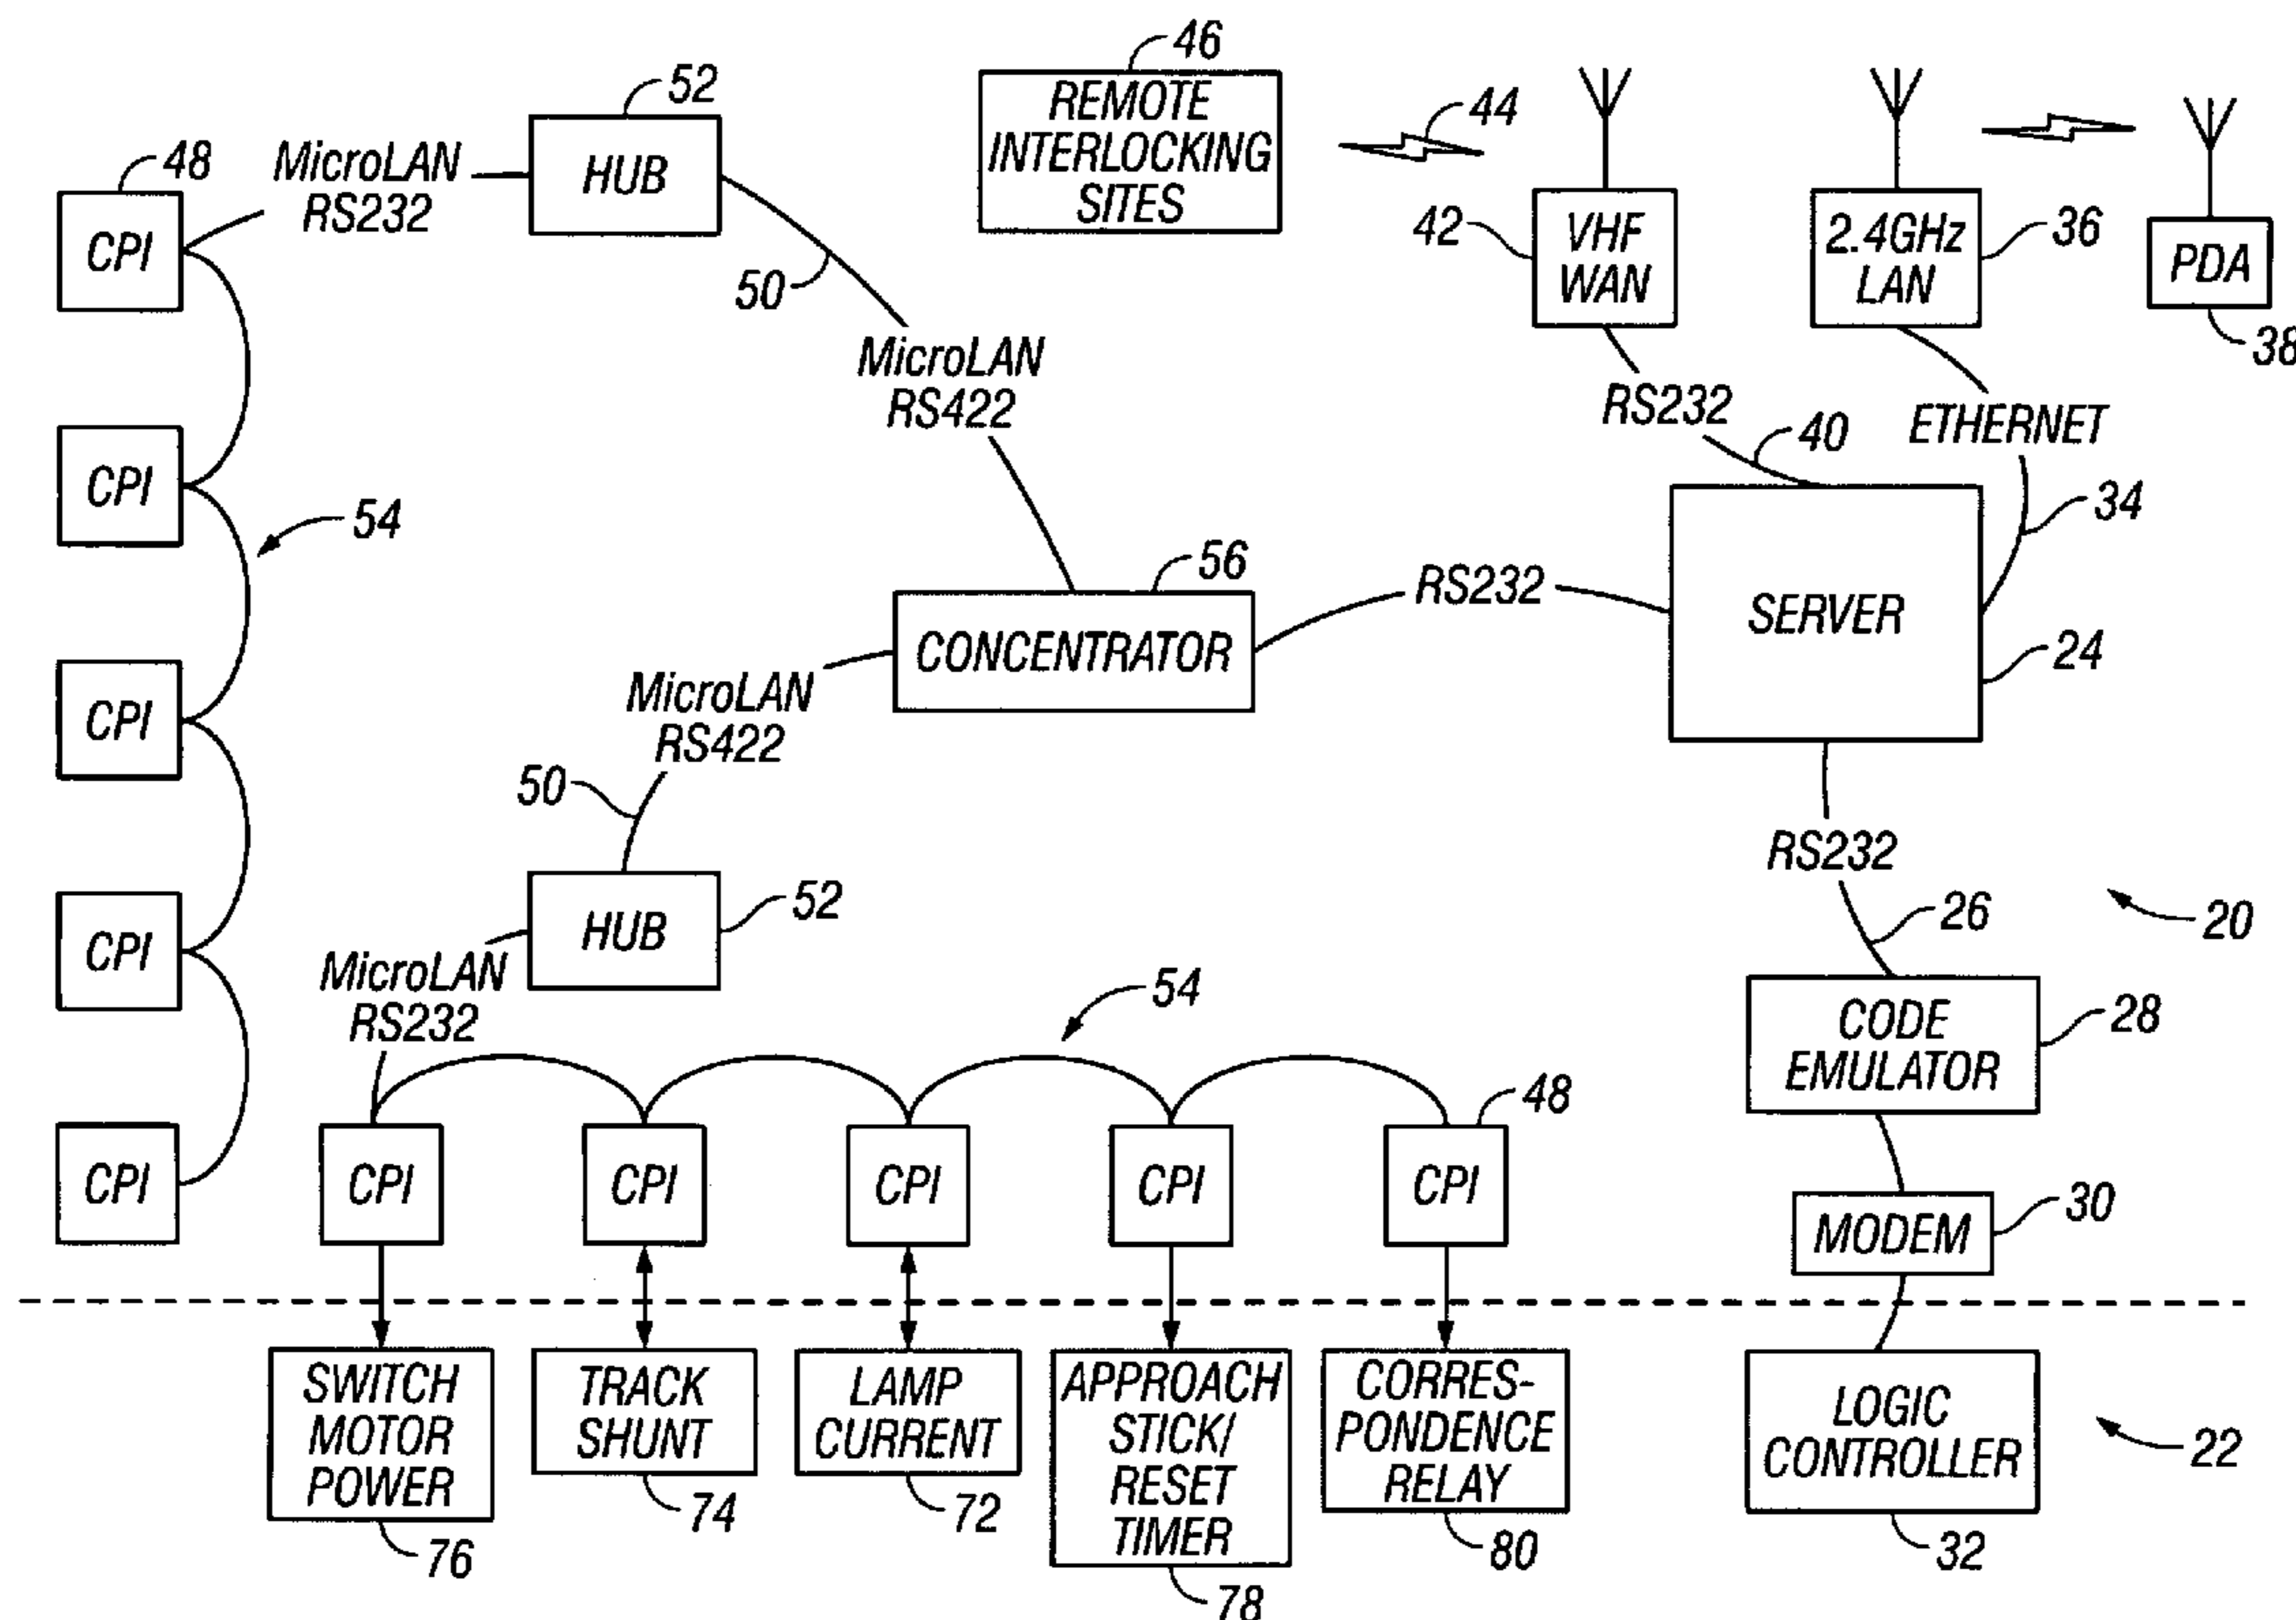 46
REMOTE
INTERLOCKING
SITES
44
52
HUB
MicroLAN
RS232
48
CPI
50
MicroLAN
RS422
42
VHF
WAN
2.4GHz
LAN
36
PDA
38
RS232
40
ETHERNET
34
CPI
54
56
CONCENTRATOR
RS232
SERVER
24
CPI
MicroLAN
RS422
50
RS232
26
20
HUB
52
CPI
MicroLAN
RS232
54
CODE
EMULATOR
28
48
CPI
CPI
CPI
CPI
CPI
CPI
MODEM
30
SWITCH
MOTOR
POWER
76
TRACK
SHUNT
74
LAMP
CURRENT
72
APPROACH
STICK/
RESET
TIMER
78
CORRES-
PONDENCE
RELAY
80
LOGIC
CONTROLLER
32
22